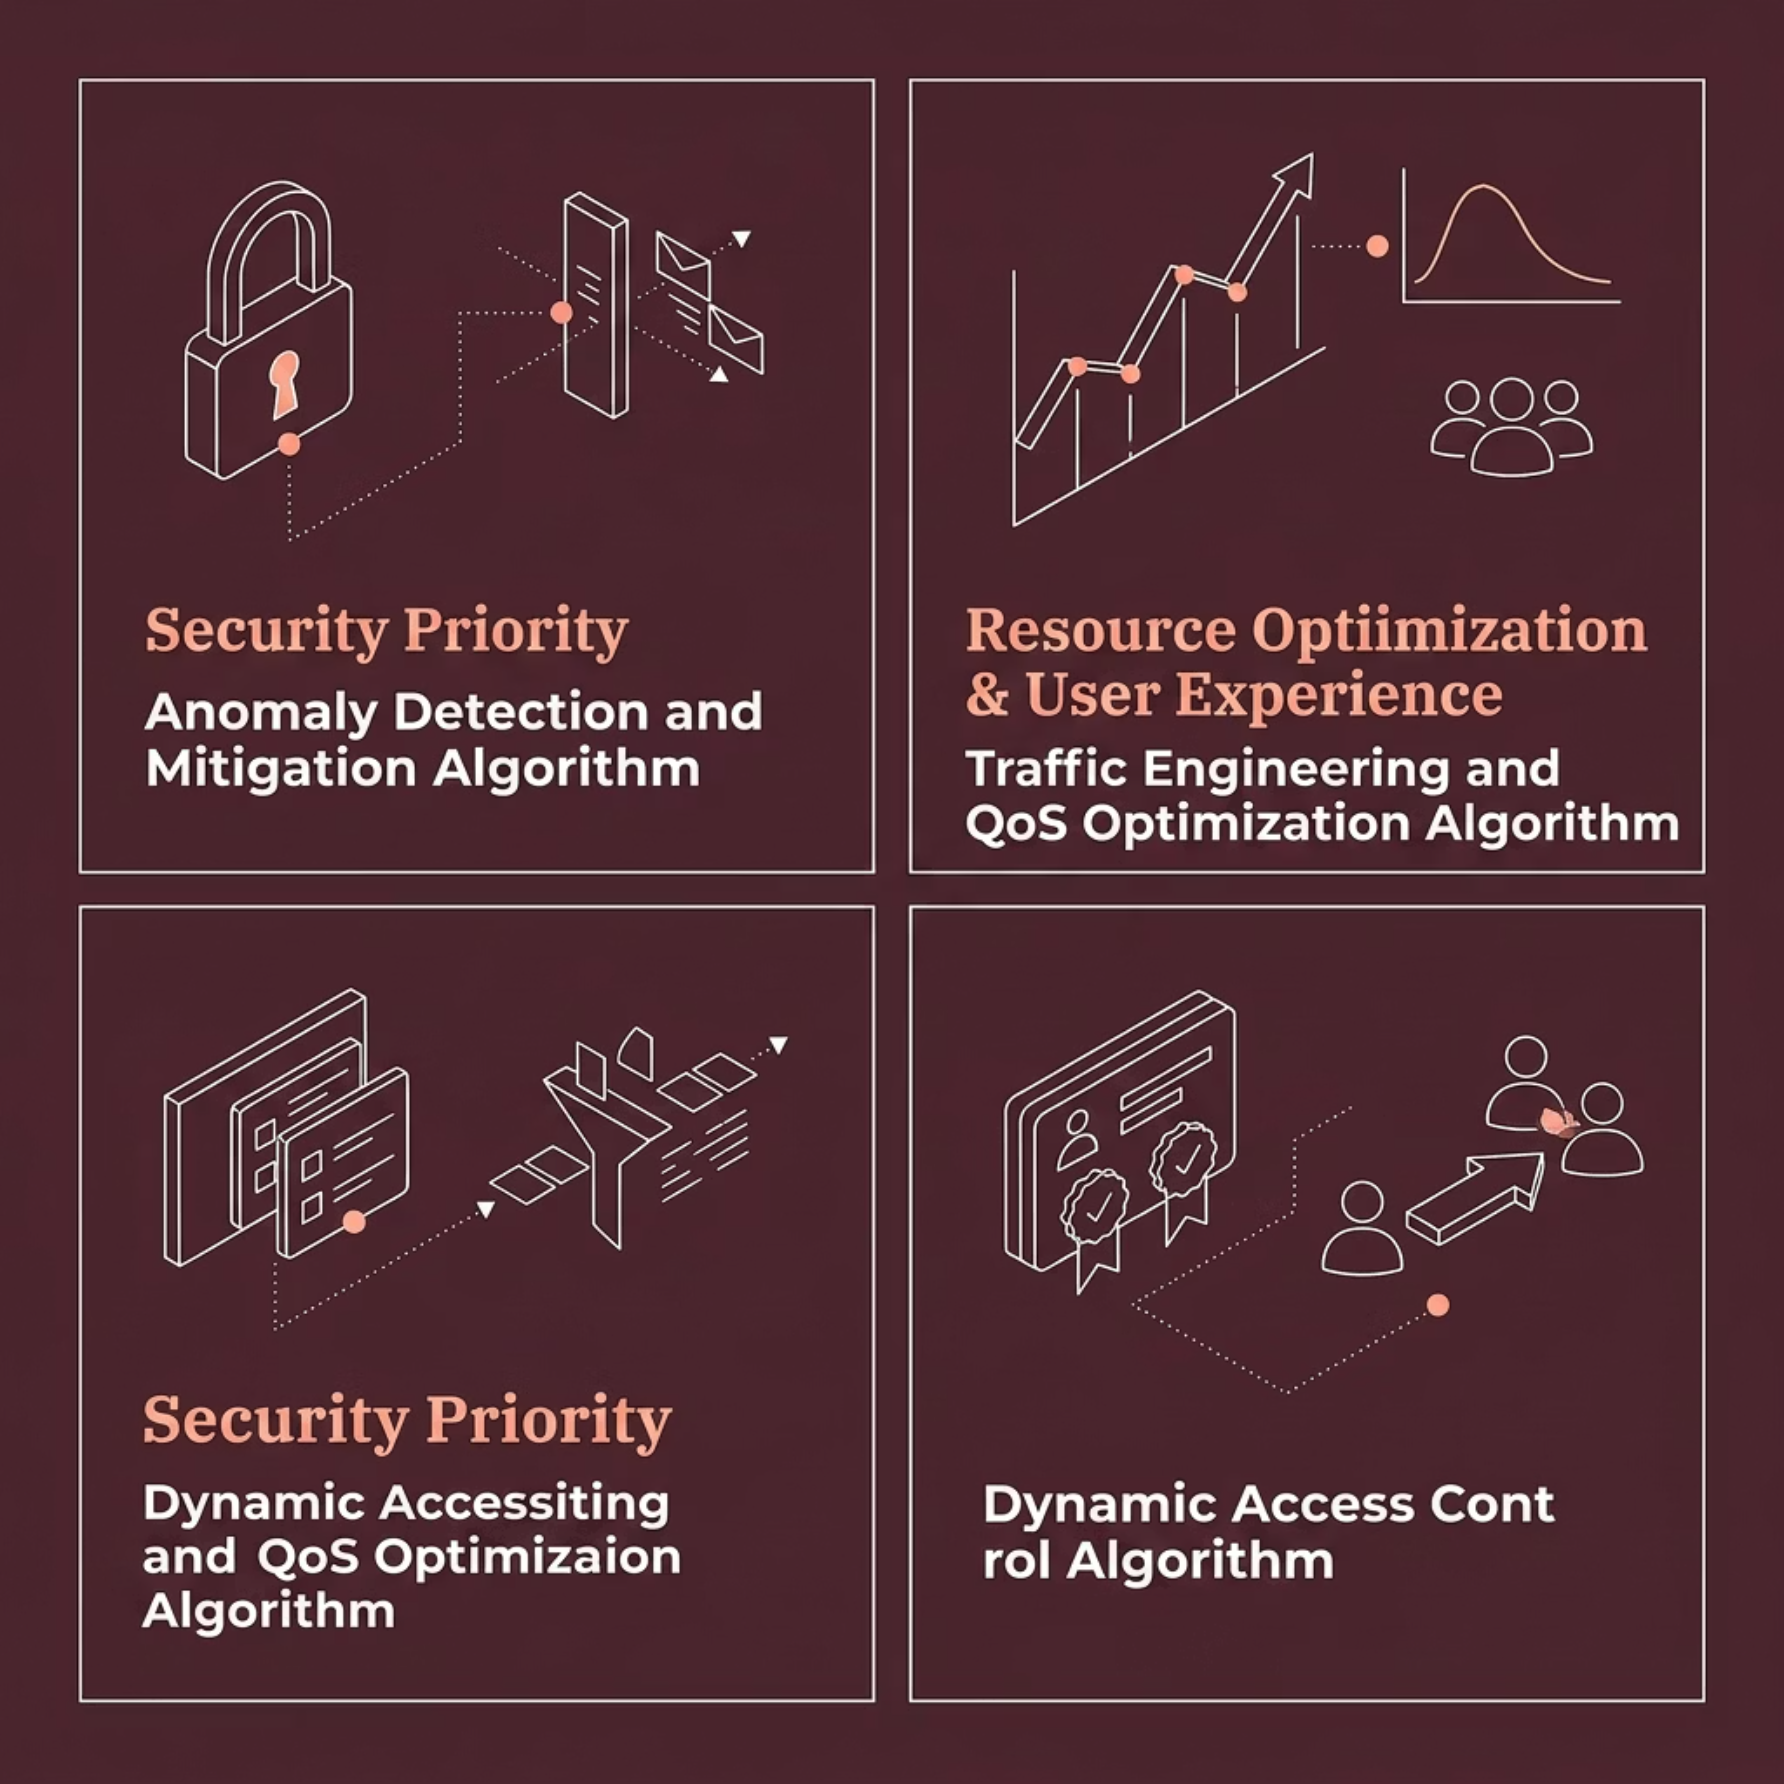 Security Priority
Anomaly Detection and
Mitigation Algorithm
Resource Optiimization
& User Experience
Traffic Engineering and
QoS Optimization Algorithm
Security Priority
Dynamic Accessiting
and QoS Optimizaion
Algorithm
Dynamic Access Cont
rol Algorithm